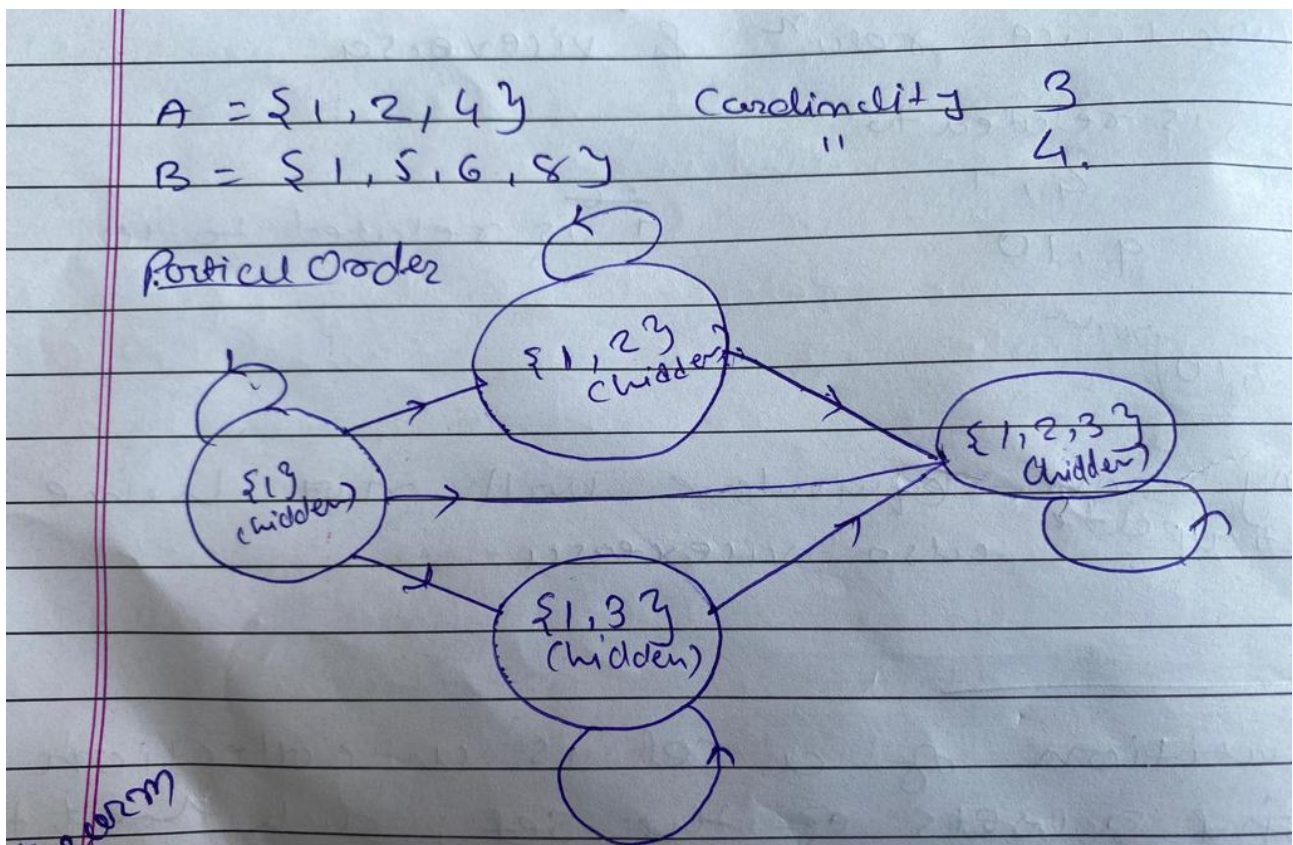 A = {1, 2, 4} Cardinality 3
B = {1, 5, 6, 8} " 4.
Partial Order
{1, 2}
(hidden)
{1, 2, 3}
(hidden)
{1}
(hidden)
{1, 3}
(hidden)